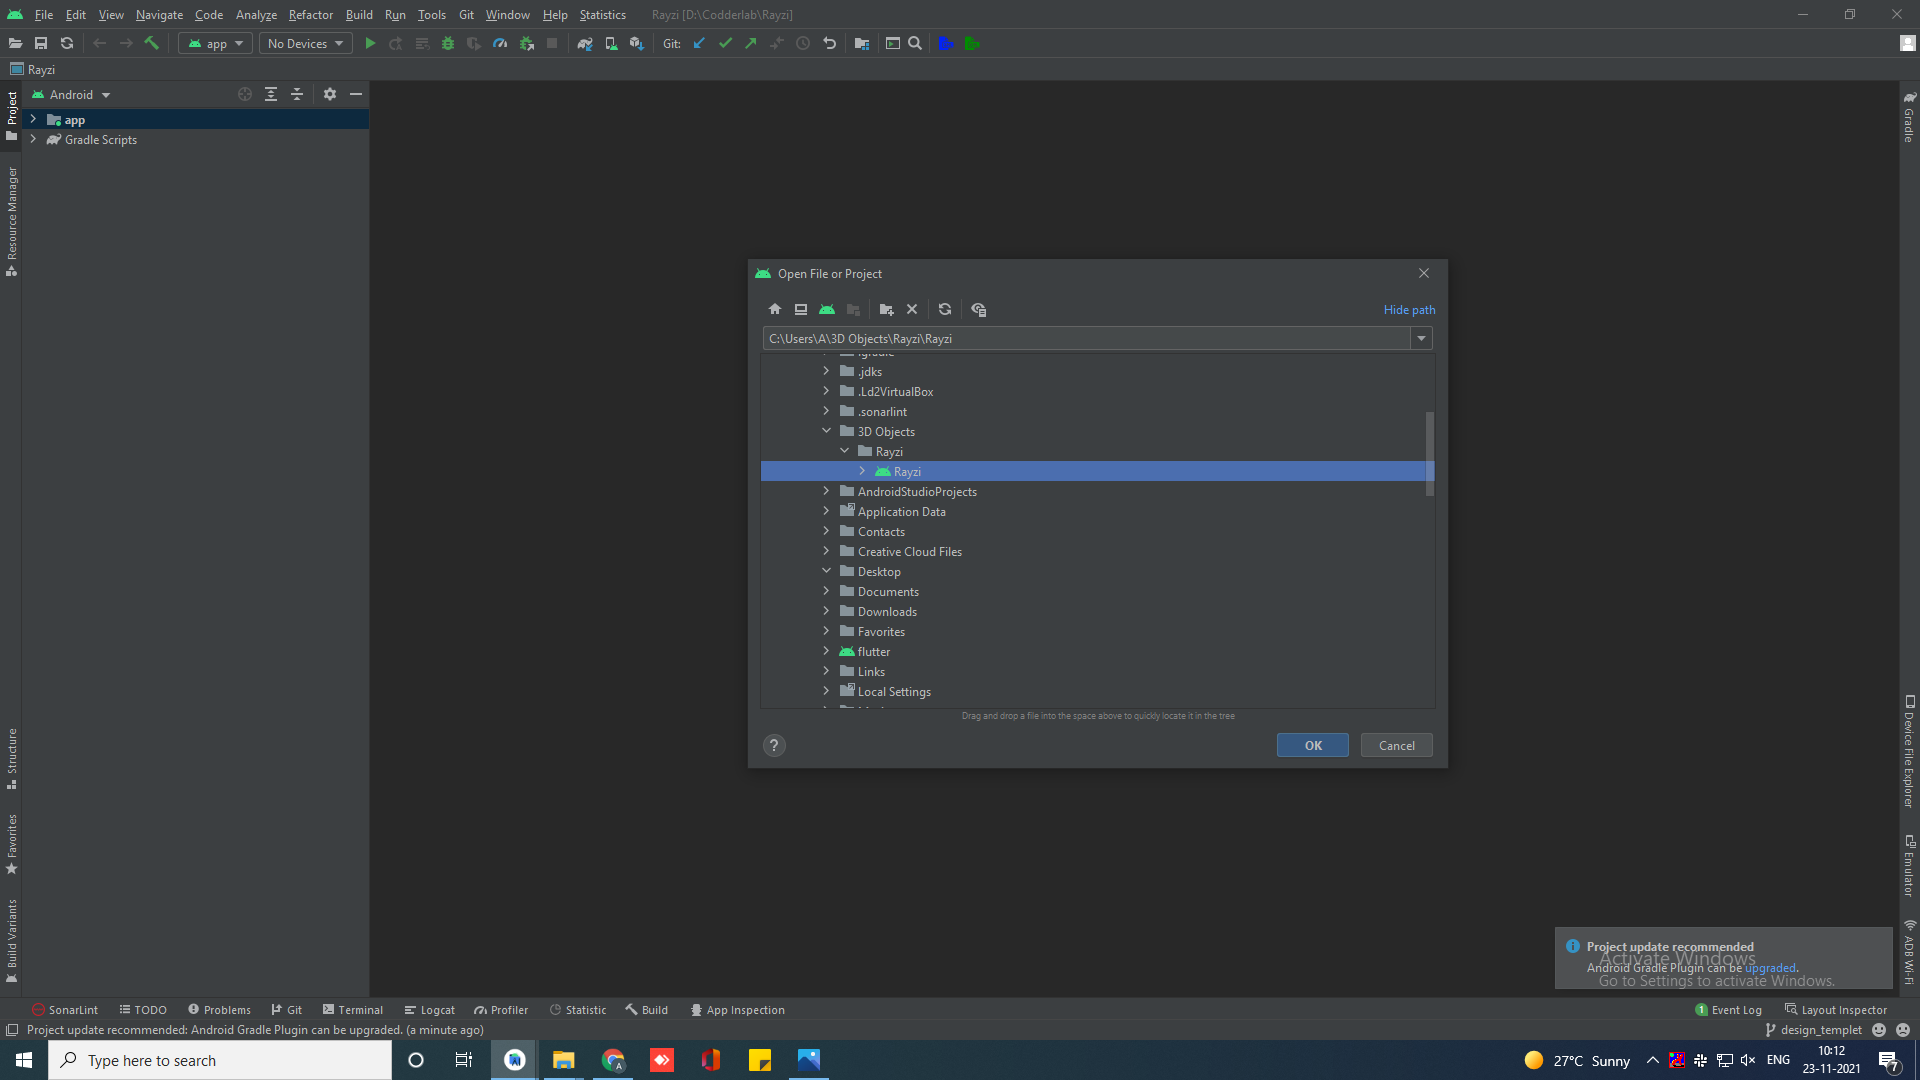 File Edit View Navigate Code Analyze Refactor Build Run Tools Git Window Help Statistics Rayzi [D:\Codderlab\Rayzi]
app No Devices Git:
Rayzi
Project
Android
app
Gradle Scripts
Resource Manager
Structure
Favorites
Build Variants
Gradle
Device File Explorer
Emulator
ADB Wi-Fi
Open File or Project
Hide path
C:\Users\A\3D Objects\Rayzi\Rayzi
.jdks
.Ld2VirtualBox
.sonarlint
3D Objects
Rayzi
Rayzi
AndroidStudioProjects
Application Data
Contacts
Creative Cloud Files
Desktop
Documents
Downloads
Favorites
flutter
Links
Local Settings
Drag and drop a file into the space above to quickly locate it in the tree
? OK Cancel
Project update recommended
Android Gradle Plugin can be upgraded.
Activate Windows
Go to Settings to activate Windows.
SonarLint TODO Problems Git Terminal Logcat Profiler Statistic Build App Inspection 1 Event Log Layout Inspector
Project update recommended: Android Gradle Plugin can be upgraded. (a minute ago) design_templet
Type here to search A 27°C Sunny ENG 10:12
23-11-2021 7